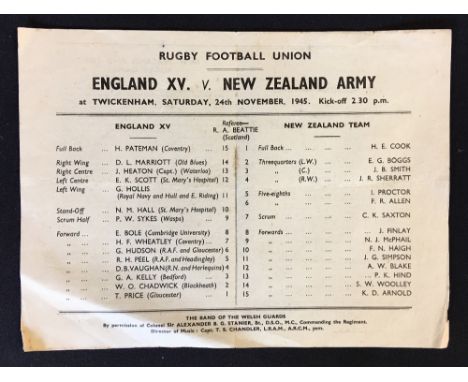 RUGBY FOOTBALL UNION
ENGLAND XV. v. NEW ZEALAND ARMY
at TWICKENHAM, SATURDAY, 24th NOVEMBER, 1945. Kick-off 2.30 p.m.
ENGLAND XV Referee— R. A. BEATTIE (Scotland) NEW ZEALAND TEAM
Full Back ... H. PATEMAN (Coventry) ... 15 1 Full Back ... H. E. COOK
Right Wing ... D. L. MARRIOTT (Old Blues) 14 2 Threequarters (L.W.) E. G. BOGGS
Right Centre ... J. HEATON (Capt.) (Waterloo) 13 3 " (C.) J. B. SMITH
Left Centre ... E. K. SCOTT (St. Mary's Hospital) 12 4 " (R.W.) J. R. SHERRATT
Left Wing ... G. HOLLIS
(Royal Navy and Hull and E. Riding) 11 5 Five-eighths ... I. PROCTOR
6 " F. R. ALLEN
Stand-Off ... N. M. HALL (St. Mary's Hospital) 10
Scrum Half ... P. W. SYKES (Wasps) 9 7 Scrum ... C. K. SAXTON
Forward ... E. BOLE (Cambridge University) 8 8 Forwards ... J. FINLAY
" H. F. WHEATLEY (Coventry) ... 7 9 " N. J. McPHAIL
" G. HUDSON (R.A.F. and Gloucester) 6 10 " F. N. HAIGH
" R. H. PEEL (R.A.F. and Headingley) 5 11 " J. G. SIMPSON
" D. B. VAUGHAN (R.N. and Harlequins) 4 12 " A. W. BLAKE
" G. A. KELLY (Bedford) 3 13 " P. K. HIND
" W. O. CHADWICK (Blackheath) 2 14 " S. W. WOOLLEY
" T. PRICE (Gloucester) 1 15 " K. D. ARNOLD
THE BAND OF THE WELSH GUARDS
By permission of Colonel Sir ALEXANDER B. G. STANIER, Bt., D.S.O., M.C., Commanding the Regiment.
Director of Music: Capt. T. S. CHANDLER, L.R.A.M., A.R.C.M., psm.